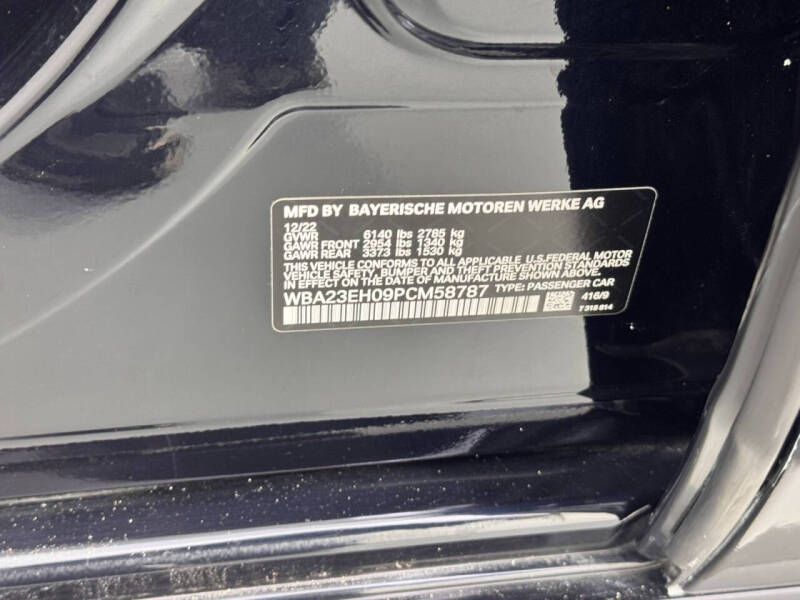 MFD BY BAYERISCHE MOTOREN WERKE AG
12/22
GVWR 6140 lbs 2785 kg
GAWR FRONT 2954 lbs 1340 kg
GAWR REAR 3373 lbs 1530 kg
THIS VEHICLE CONFORMS TO ALL APPLICABLE U.S.FEDERAL MOTOR
VEHICLE SAFETY, BUMPER AND THEFT PREVENTION STANDARDS
IN EFFECT ON THE DATE OF MANUFACTURE SHOWN ABOVE.
WBA23EH09PCM58787 TYPE: PASSENGER CAR
416/9
7 315 814